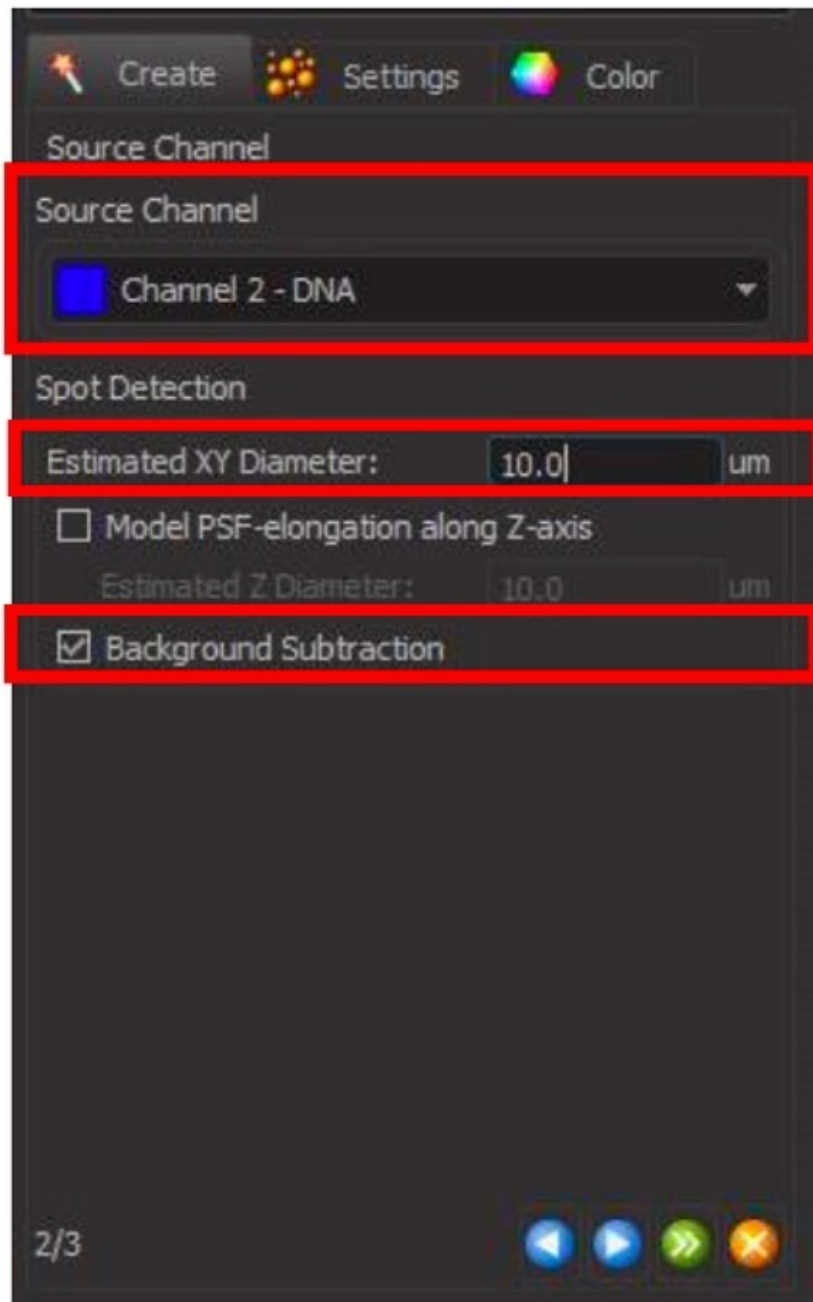 Create Settings Color
Source Channel
Source Channel
Channel 2 - DNA
Spot Detection
Estimated XY Diameter: 10.0 um
Model PSF-elongation along Z-axis
Estimated Z Diameter: 10.0 um
Background Subtraction
2/3